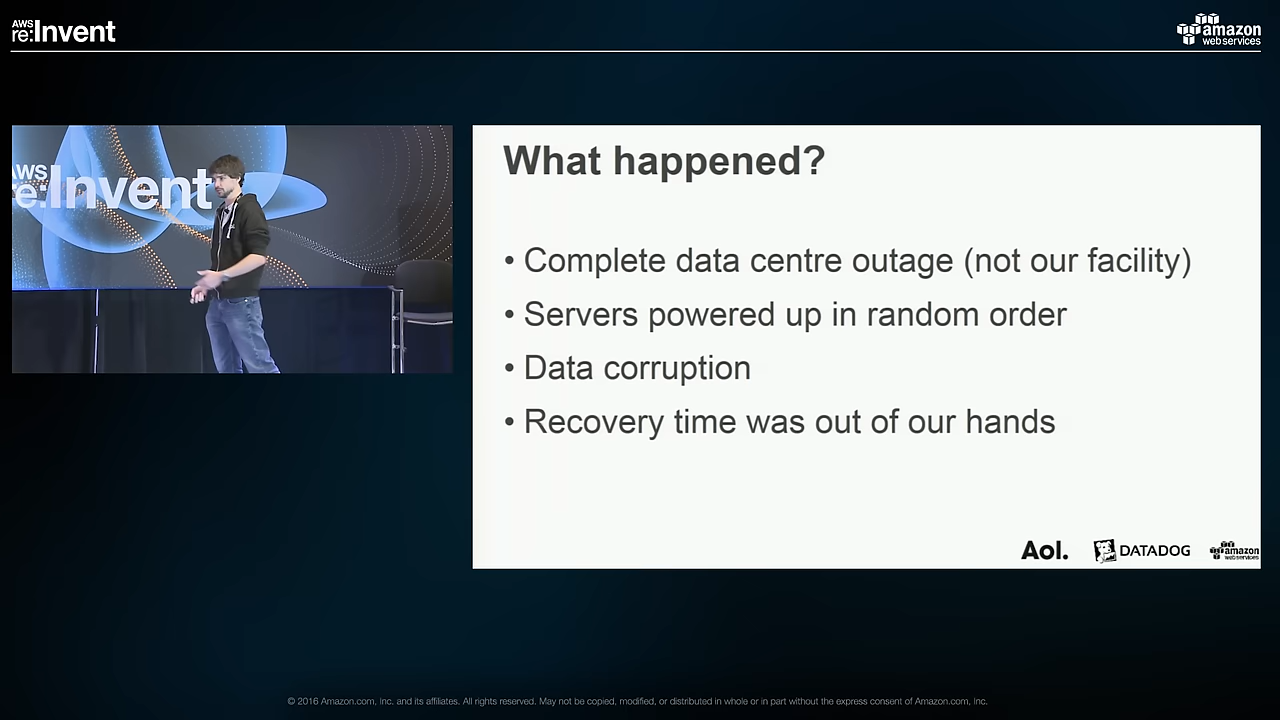 AWS
re:Invent
amazon
web services
AWS
re:Invent
What happened?
• Complete data centre outage (not our facility)
• Servers powered up in random order
• Data corruption
• Recovery time was out of our hands
Aol.
DATADOG
amazon
web services
© 2016 Amazon.com, Inc. and its affiliates. All rights reserved. May not be copied, modified, or distributed in whole or in part without the express consent of Amazon.com, Inc.